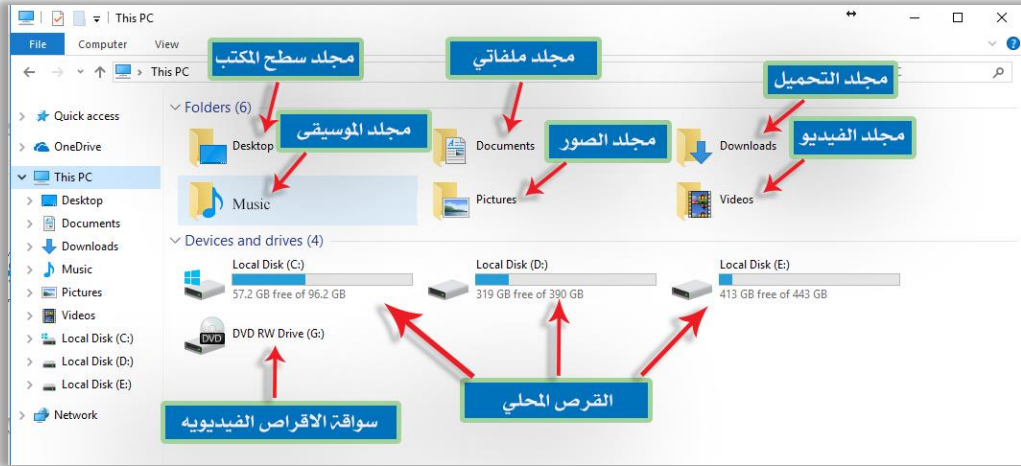 This PC
File Computer View
This PC
مجلد سطح المكتب
مجلد ملفاتي
مجلد التحميل
Quick access
OneDrive
This PC
Desktop
Documents
Downloads
Music
Pictures
Videos
Local Disk (C:)
Local Disk (D:)
Local Disk (E:)
Network
Folders (6)
Desktop
مجلد الموسيقى
Documents
مجلد الصور
Downloads
مجلد الفيديو
Music
Pictures
Videos
Devices and drives (4)
Local Disk (C:)
57.2 GB free of 96.2 GB
Local Disk (D:)
319 GB free of 390 GB
Local Disk (E:)
413 GB free of 443 GB
DVD
DVD RW Drive (G:)
القرص المحلي
سواقة الاقراص الفيديويه